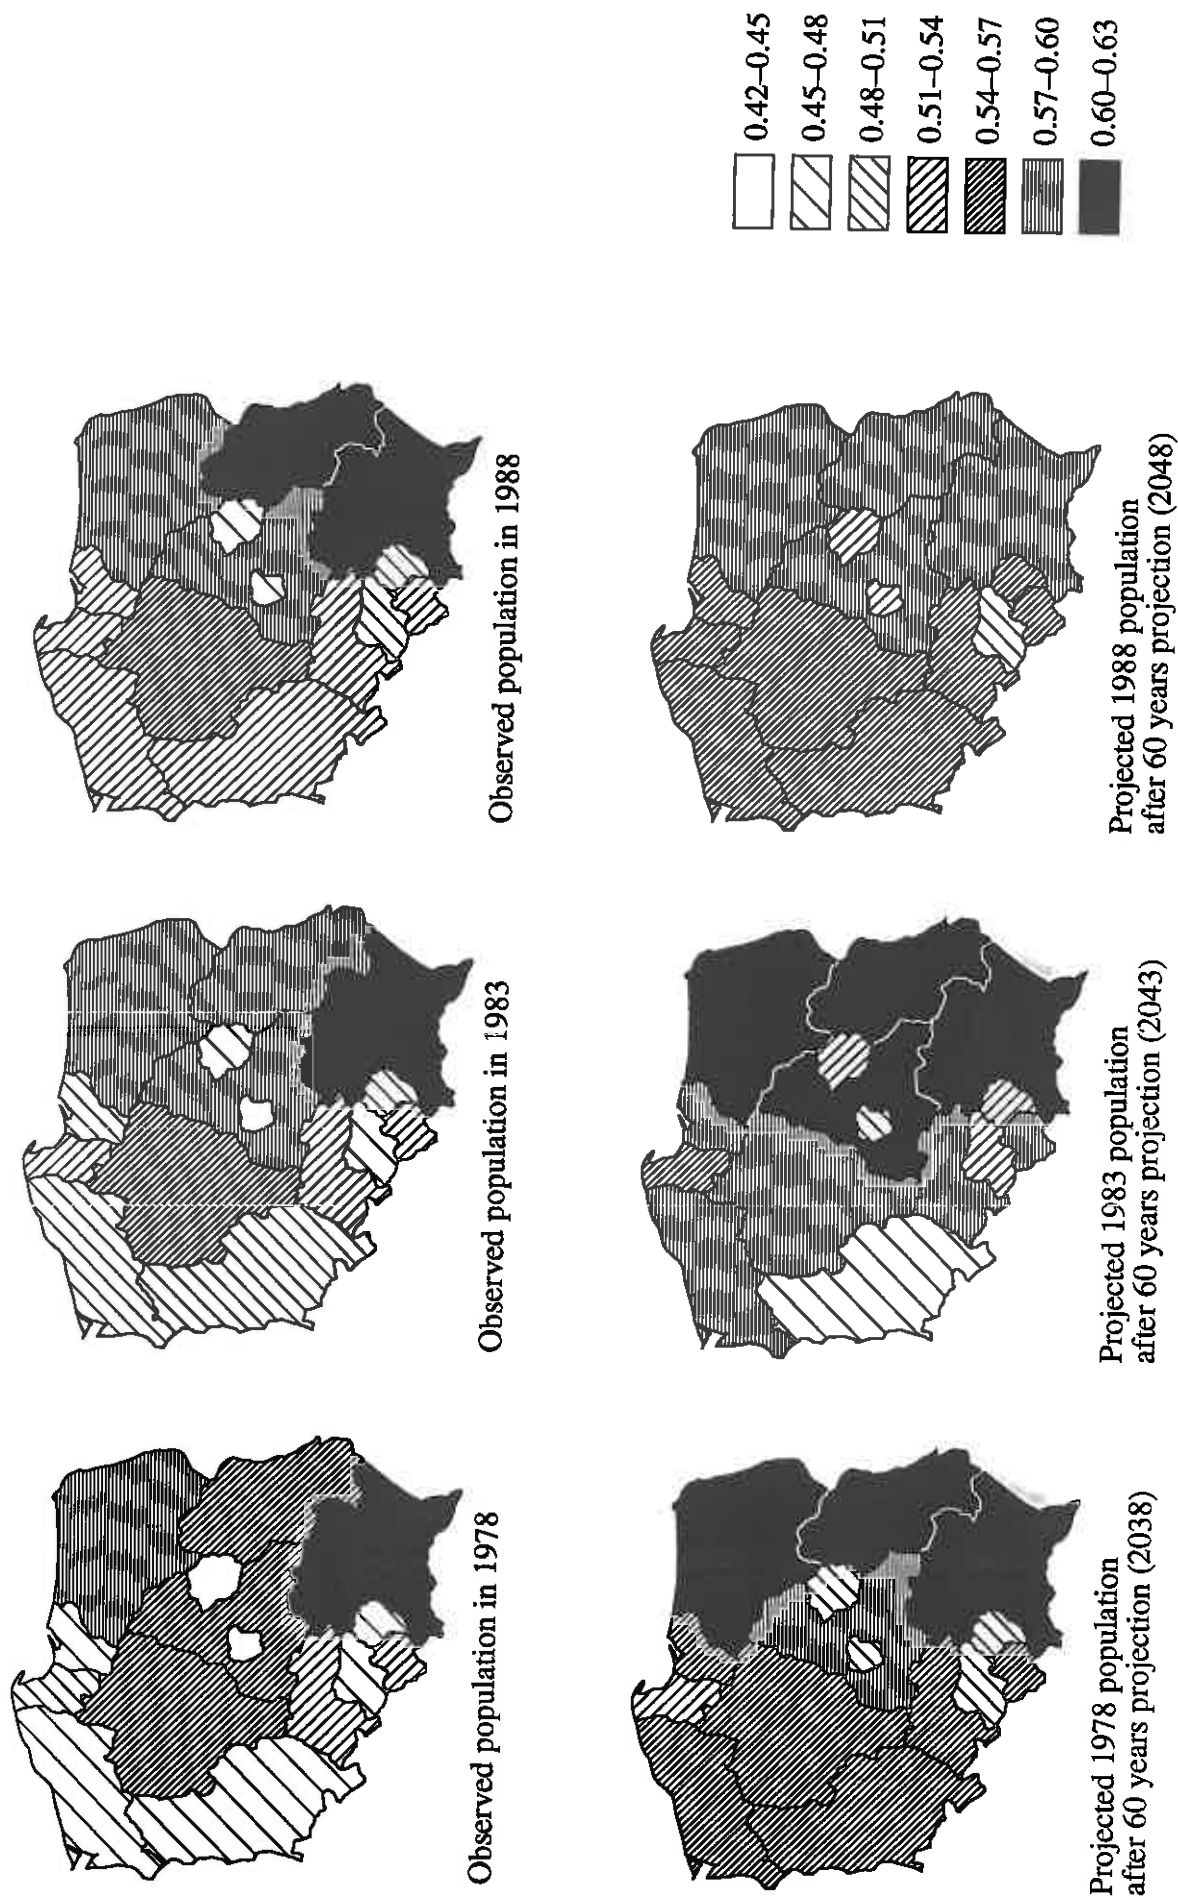 Observed population in 1978
Observed population in 1983
Observed population in 1988
Projected 1978 population
after 60 years projection (2038)
Projected 1983 population
after 60 years projection (2043)
Projected 1988 population
after 60 years projection (2048)
0.42–0.45
0.45–0.48
0.48–0.51
0.51–0.54
0.54–0.57
0.57–0.60
0.60–0.63